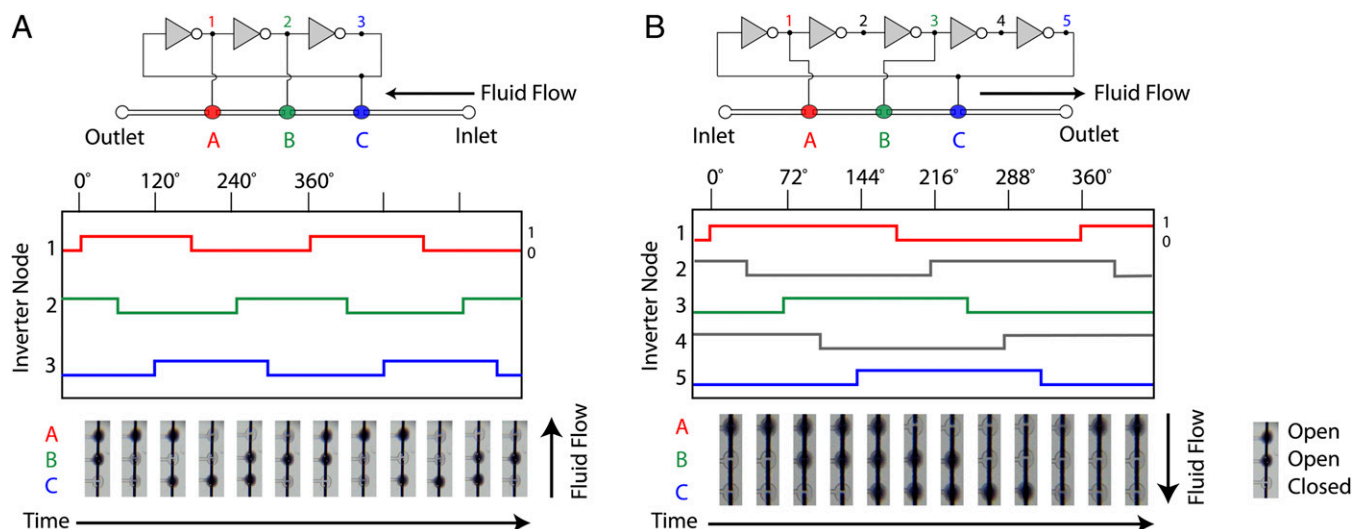 A
1 2 3
Fluid Flow
Outlet
Inlet
A B C
0° 120° 240° 360°
Inverter Node
1
2
3
1
0
A
B
C
Fluid Flow
Time
B
1 2 3 4 5
Fluid Flow
Inlet
Outlet
A B C
0° 72° 144° 216° 288° 360°
Inverter Node
1
2
3
4
5
1
0
A
B
C
Fluid Flow
Time
Open
Open
Closed